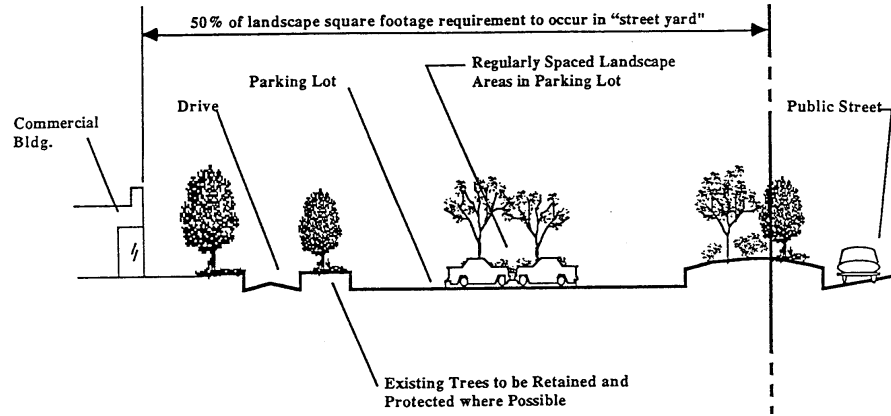 50% of landscape square footage requirement to occur in “street yard"
Regularly Spaced Landscape
Areas in Parking Lot
Parking Lot
Drive
Public Street
Commercial
Bldg.
Existing Trees to be Retained and
Protected where Possible